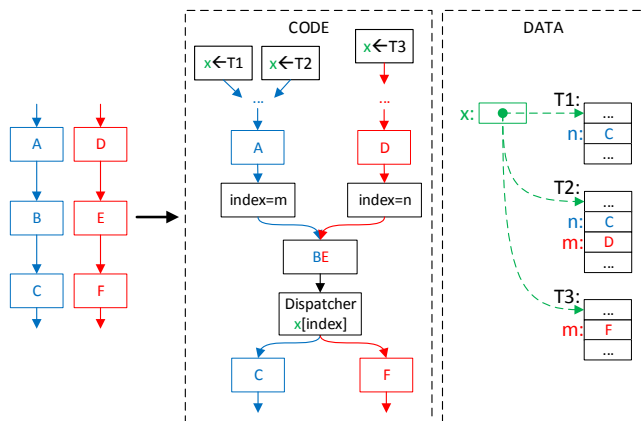 CODE
DATA
x←T1
x←T2
x←T3
...
...
A
D
A
D
index=m
index=n
B
E
BE
C
F
Dispatcher
x[index]
C
F
x:
T1:
...
n:
C
...
T2:
...
n:
C
m:
D
...
T3:
...
m:
F
...